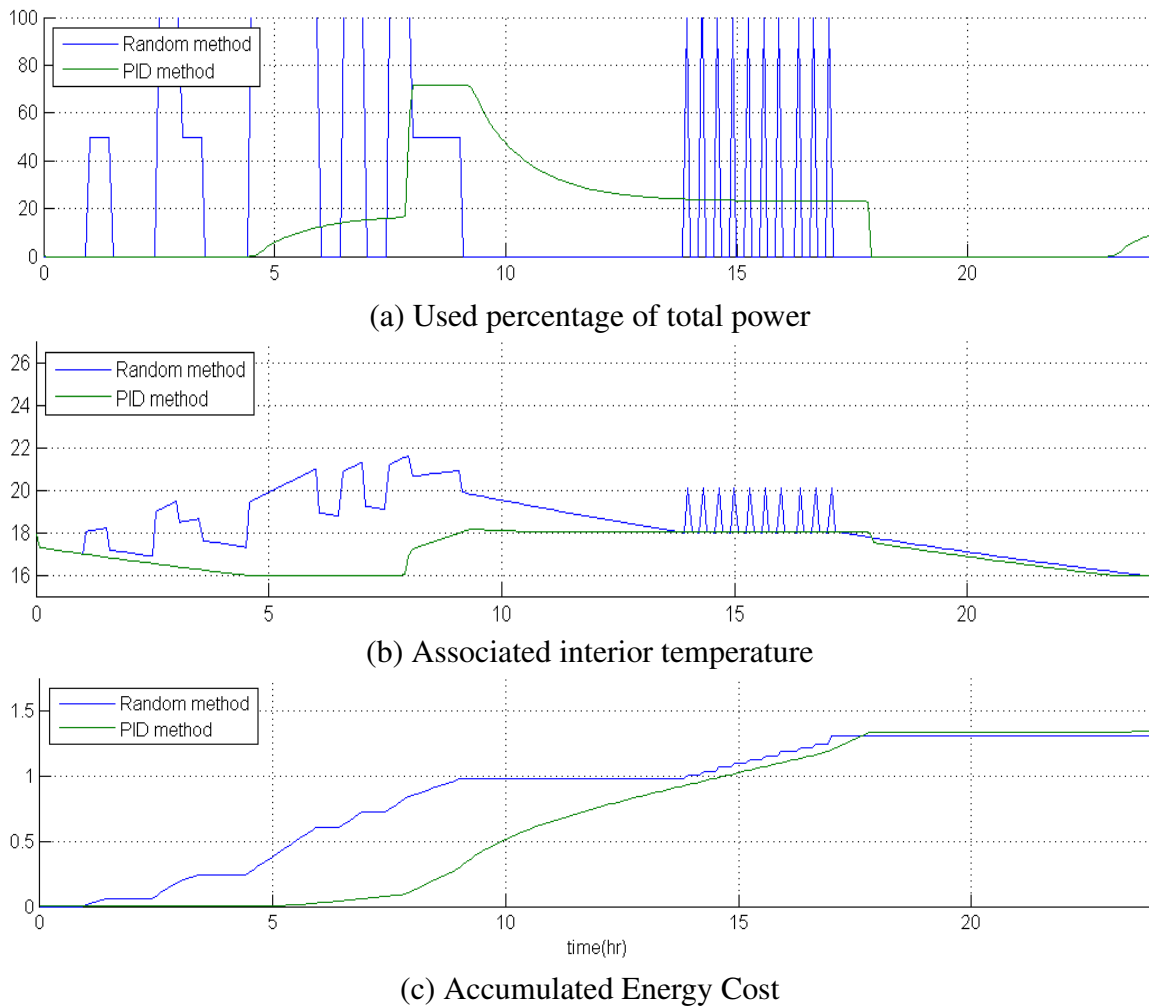 100
80
60
40
20
0
Random method
PID method
0 5 10 15 20
(a) Used percentage of total power
26
24
22
20
18
16
Random method
PID method
0 5 10 15 20
(b) Associated interior temperature
1.5
1
0.5
0
Random method
PID method
0 5 10 15 20
time(hr)
(c) Accumulated Energy Cost